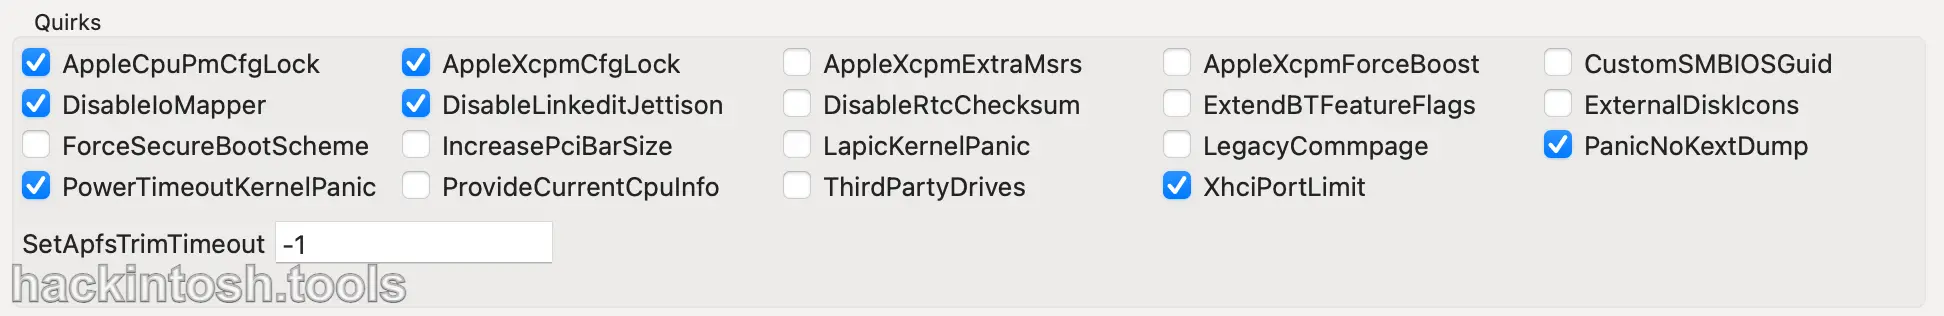 Quirks
AppleCpuPmCfgLock AppleXcpmCfgLock AppleXcpmExtraMsrs AppleXcpmForceBoost CustomSMBIOSGuid
DisableIoMapper DisableLinkeditJettison DisableRtcChecksum ExtendBTFeatureFlags ExternalDiskIcons
ForceSecureBootScheme IncreasePciBarSize LapicKernelPanic LegacyCommpage PanicNoKextDump
PowerTimeoutKernelPanic ProvideCurrentCpuInfo ThirdPartyDrives XhciPortLimit
SetApfsTrimTimeout -1
hackintosh.tools